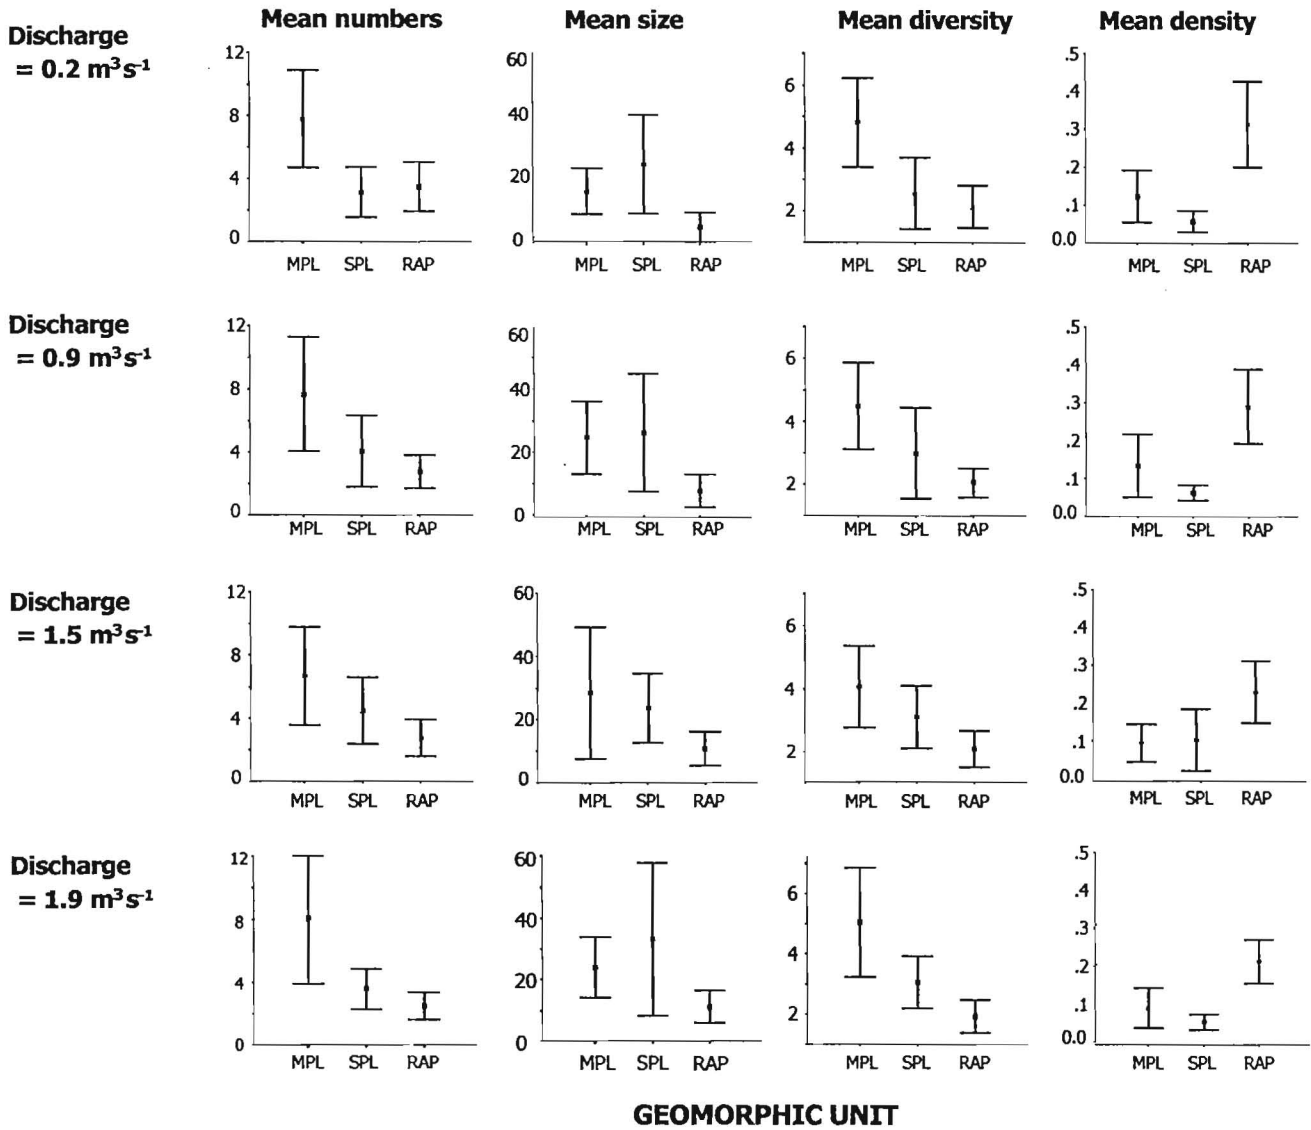 Mean numbers Mean size Mean diversity Mean density
Discharge
= 0.2 m³s⁻¹
12
8
4
0
MPL SPL RAP
60
40
20
0
MPL SPL RAP
6
4
2
MPL SPL RAP
.5
.4
.3
.2
.1
0.0
MPL SPL RAP
Discharge
= 0.9 m³s⁻¹
12
8
4
0
MPL SPL RAP
60
40
20
0
MPL SPL RAP
6
4
2
MPL SPL RAP
.5
.4
.3
.2
.1
0.0
MPL SPL RAP
Discharge
= 1.5 m³s⁻¹
12
8
4
0
MPL SPL RAP
60
40
20
0
MPL SPL RAP
6
4
2
MPL SPL RAP
.5
.4
.3
.2
.1
0.0
MPL SPL RAP
Discharge
= 1.9 m³s⁻¹
12
8
4
0
MPL SPL RAP
60
40
20
0
MPL SPL RAP
6
4
2
MPL SPL RAP
.5
.4
.3
.2
.1
0.0
MPL SPL RAP
GEOMORPHIC UNIT